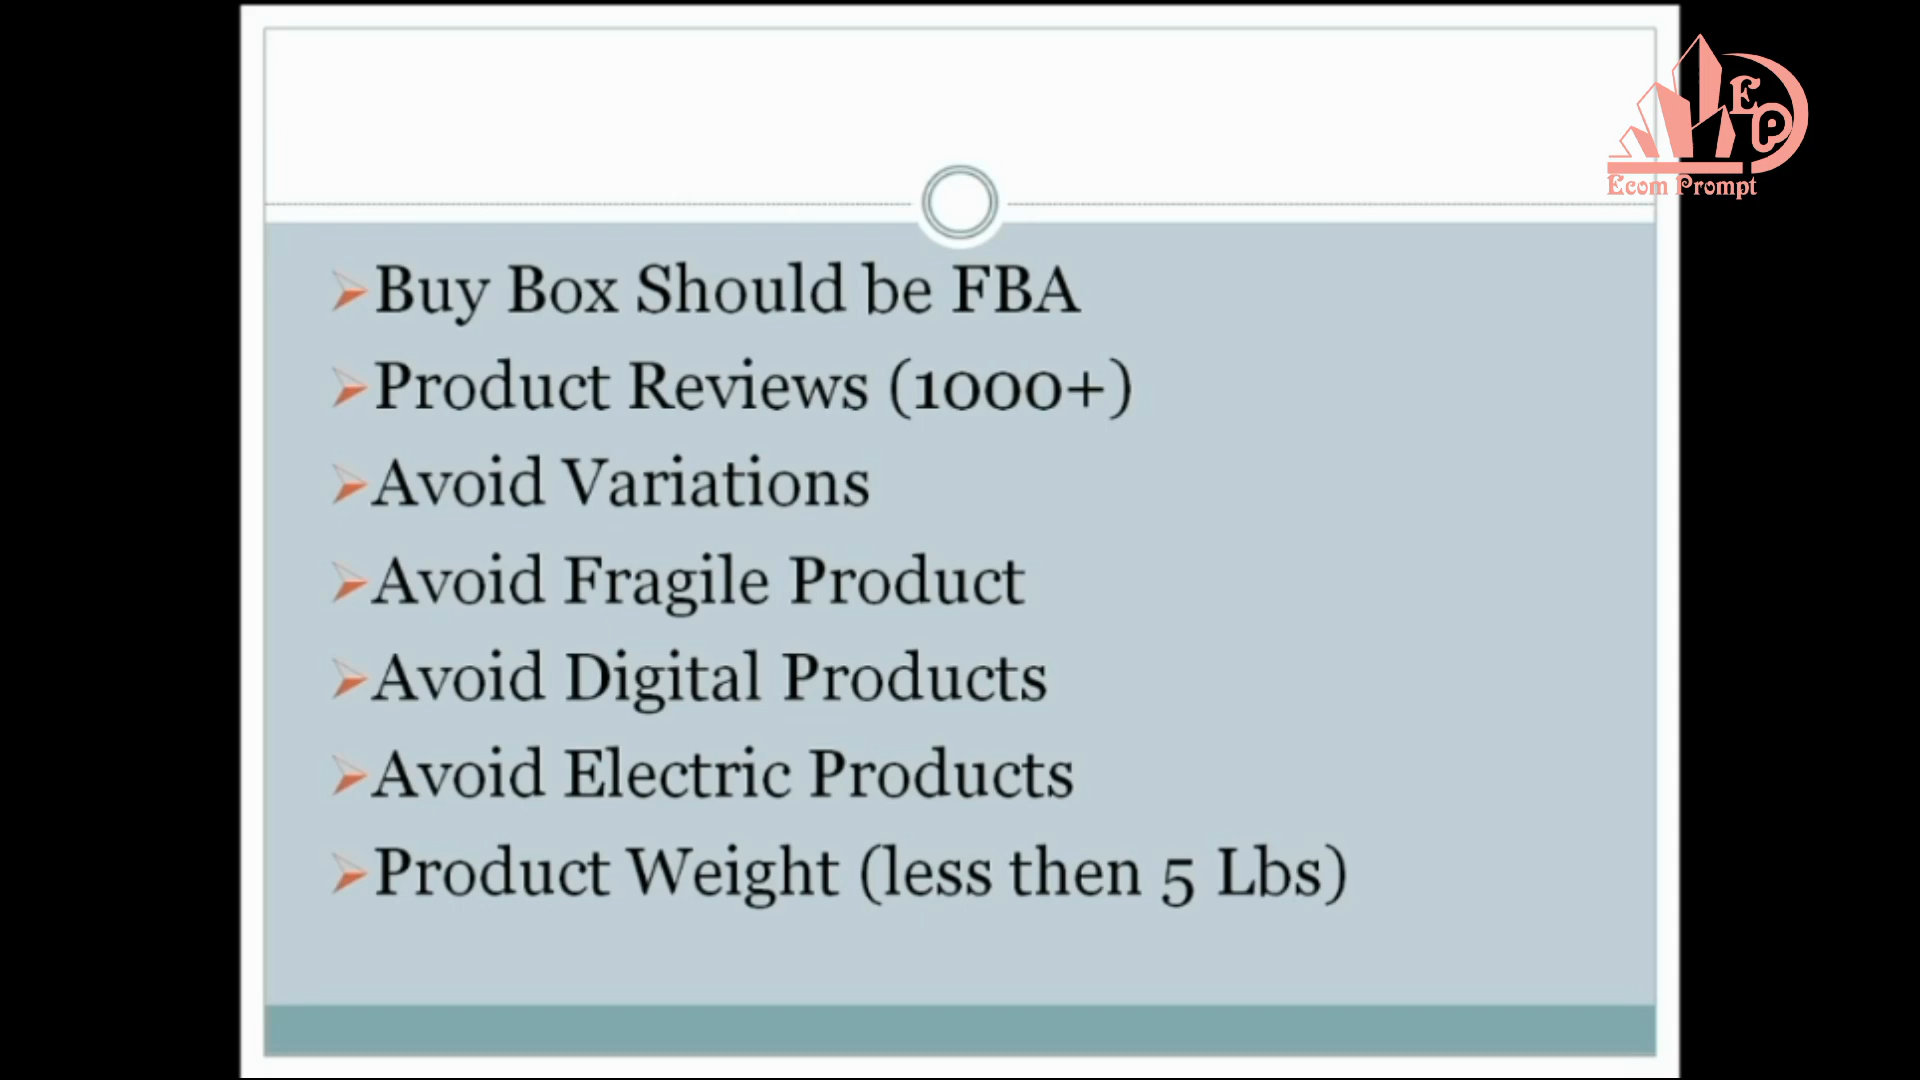 E
P
Ecom Prompt
Buy Box Should be FBA
Product Reviews (1000+)
Avoid Variations
Avoid Fragile Product
Avoid Digital Products
Avoid Electric Products
Product Weight (less then 5 Lbs)